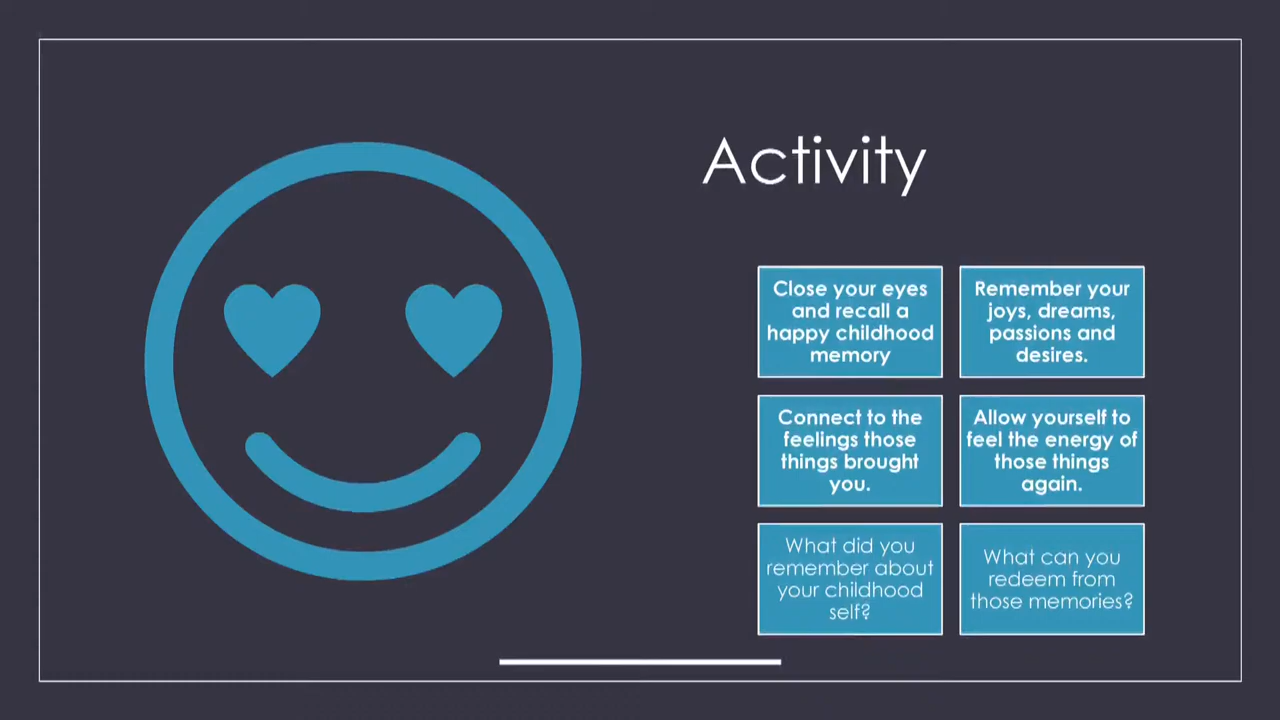 Activity
Close your eyes
and recall a
happy childhood
memory
Remember your
joys, dreams,
passions and
desires.
Connect to the
feelings those
things brought
you.
Allow yourself to
feel the energy of
those things
again.
What did you
remember about
your childhood
self?
What can you
redeem from
those memories?